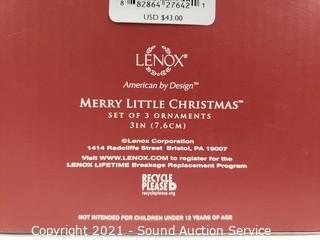 8 82864 27642 1
USD $43.00
LENOX®
American by Design™
MERRY LITTLE CHRISTMAS™
SET OF 3 ORNAMENTS
3IN (7,6CM)
©Lenox Corporation
1414 Radcliffe Street Bristol, PA 19007
Visit WWW.LENOX.COM to register for the
LENOX LIFETIME Breakage Replacement Program
RECYCLE
PLEASE
recycleplease.org
NOT INTENDED FOR CHILDREN UNDER 12 YEARS OF AGE
Copyright © 2021 - Sound Auction Service